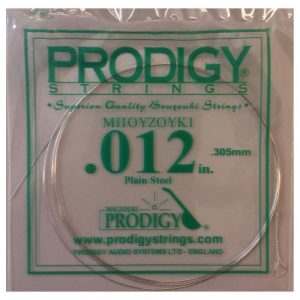 PRODIGY®
STRINGS
"Superior Quality Bouzouki Strings"
ΜΠΟΥΖΟΥΚΙ
.012 in.
.305mm
Plain Steel
BOUZOUKI
PRODIGY
www.prodigystrings.com
PRODIGY AUDIO SYSTEMS LTD - ENGLAND